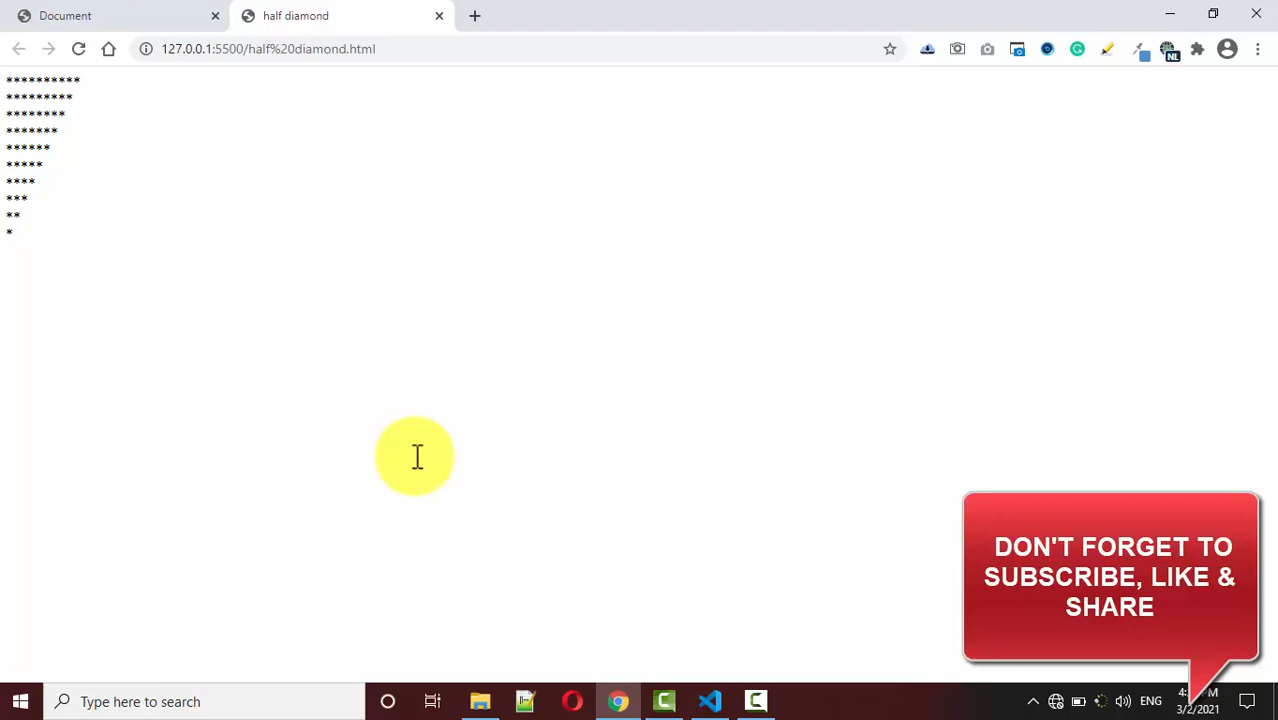 Document
half diamond
127.0.0.1:5500/half%20diamond.html
NL
**********
*********
********
*******
******
*****
****
***
**
*
DON'T FORGET TO
SUBSCRIBE, LIKE &
SHARE
Type here to search
ENG
3/2/2021